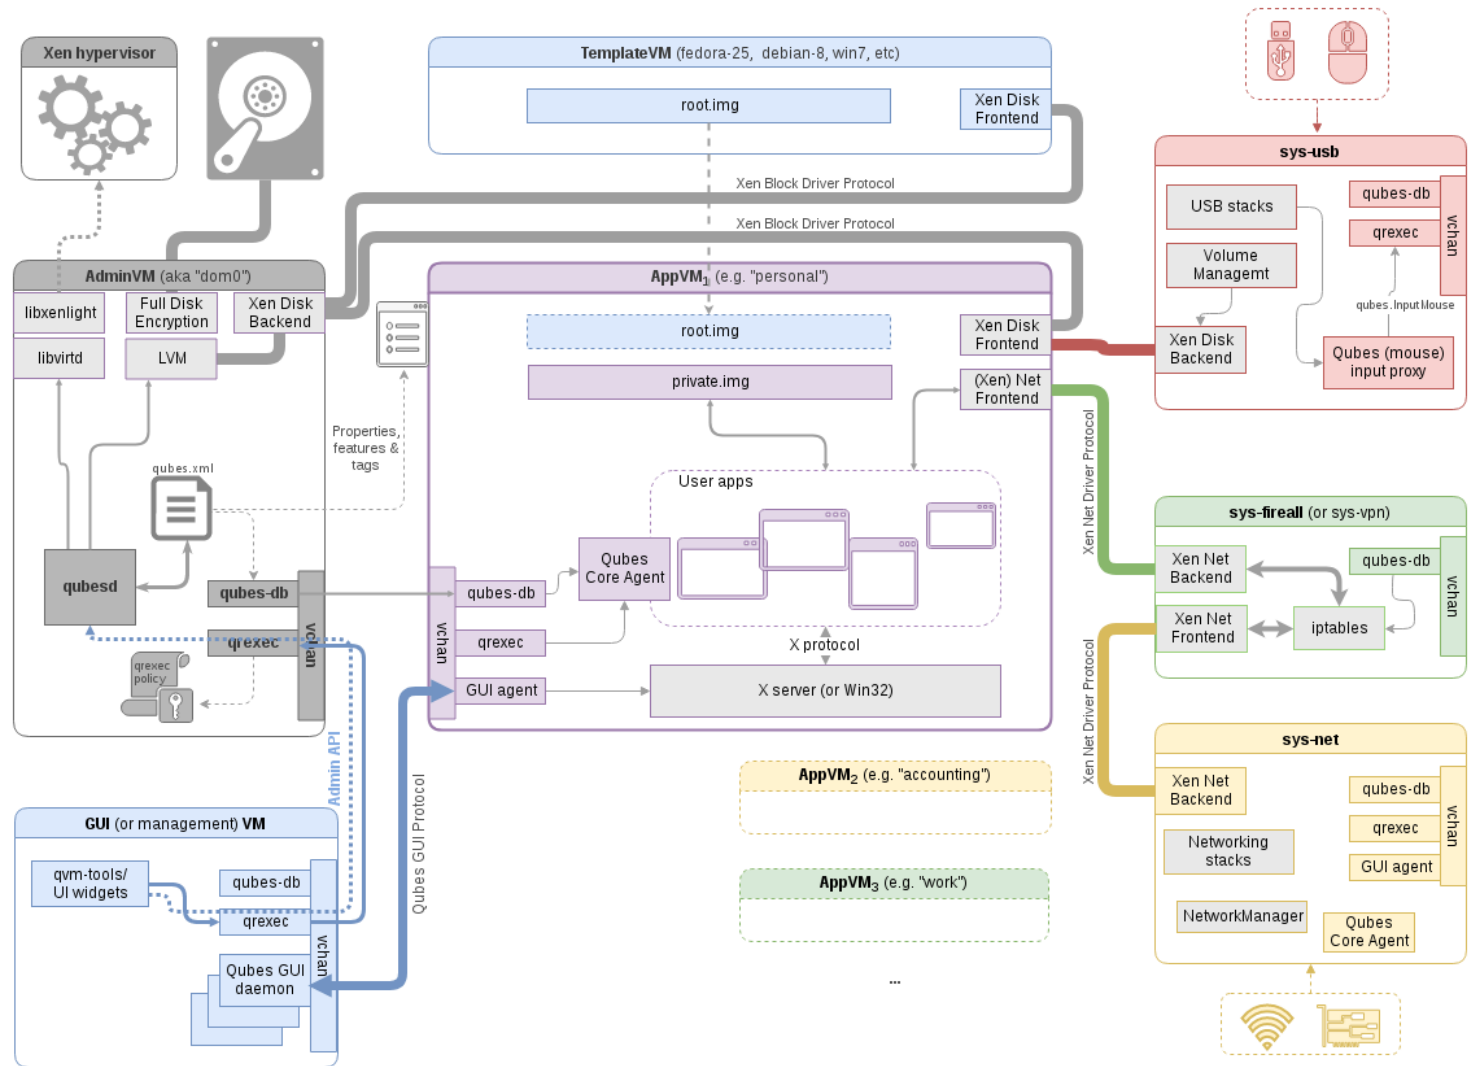 Xen hypervisor
TemplateVM (fedora-25, debian-8, win7, etc)
root.img
Xen Disk
Frontend
Xen Block Driver Protocol
Xen Block Driver Protocol
AdminVM (aka "dom0")
libxenlight
Full Disk
Encryption
Xen Disk
Backend
libvirtd
LVM
Properties,
features &
tags
qubes.xml
qubesd
qubes-db
qrexec
vchan
qrexec
policy
Admin API
GUI (or management) VM
qvm-tools/
UI widgets
qubes-db
qrexec
vchan
Qubes GUI
daemon
Qubes GUI Protocol
AppVM1 (e.g. "personal")
root.img
private.img
Xen Disk
Frontend
(Xen) Net
Frontend
User apps
Qubes
Core Agent
qubes-db
qrexec
vchan
GUI agent
X protocol
X server (or Win32)
AppVM2 (e.g. "accounting")
AppVM3 (e.g. "work")
...
Xen Net Driver Protocol
Xen Net Driver Protocol
sys-usb
USB stacks
Volume
Managemt
Xen Disk
Backend
qubes-db
qrexec
vchan
qubes.InputMouse
Qubes (mouse)
input proxy
sys-fireall (or sys-vpn)
Xen Net
Backend
Xen Net
Frontend
qubes-db
vchan
iptables
sys-net
Xen Net
Backend
qubes-db
qrexec
GUI agent
vchan
Networking
stacks
NetworkManager
Qubes
Core Agent